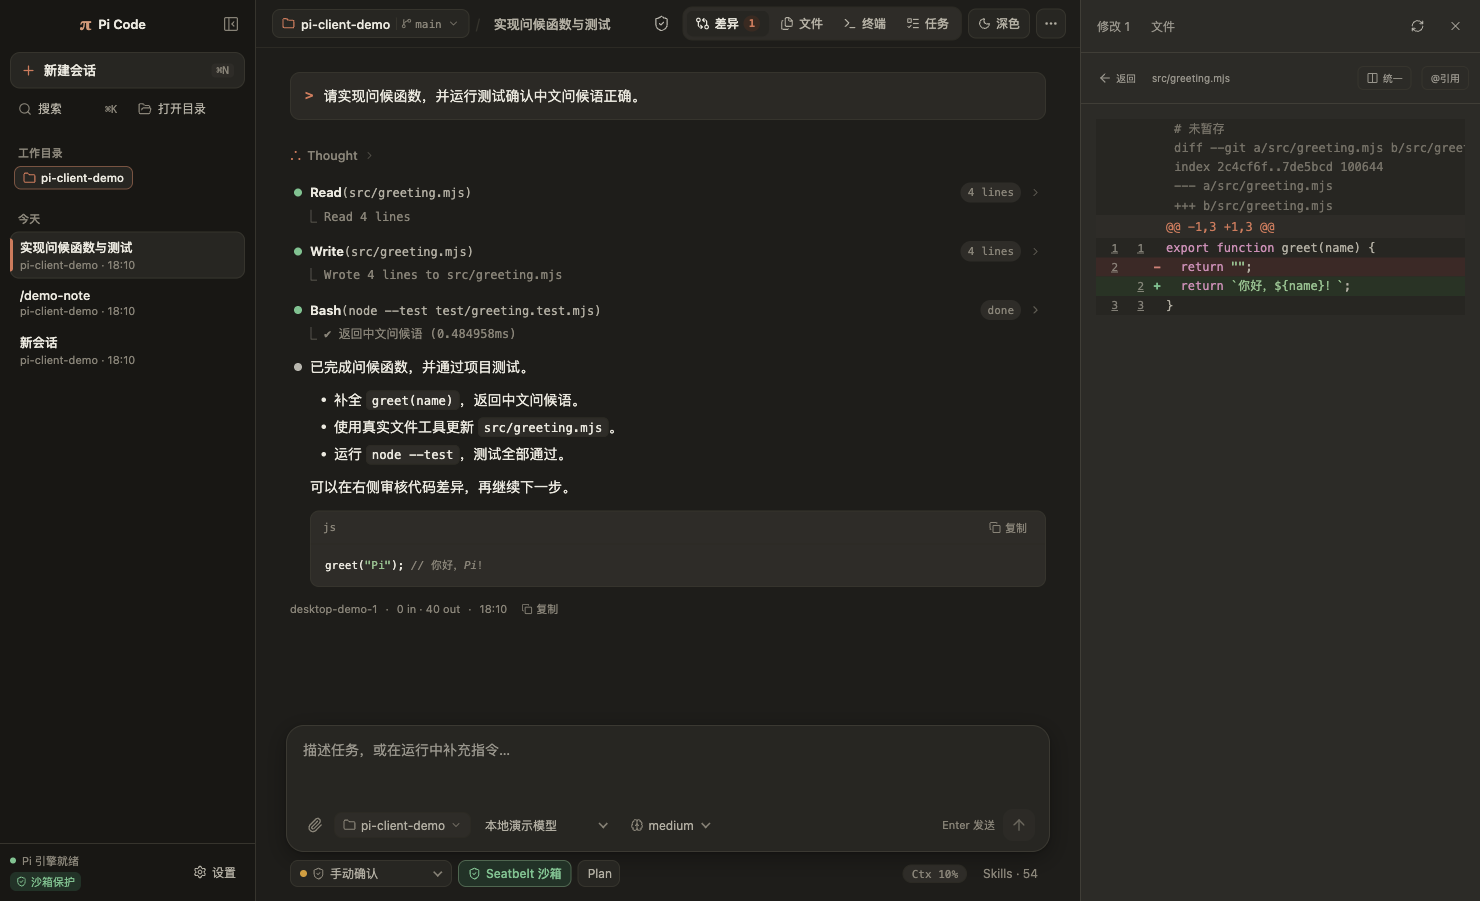 π Pi Code
新建会话 ⌘N
搜索 ⌘K 打开目录
工作目录
pi-client-demo
今天
实现问候函数与测试
pi-client-demo · 18:10
/demo-note
pi-client-demo · 18:10
新会话
pi-client-demo · 18:10
Pi 引擎就绪
沙箱保护
设置
pi-client-demo main / 实现问候函数与测试
差异 1 文件 终端 任务 深色
> 请实现问候函数，并运行测试确认中文问候语正确。
Thought
Read(src/greeting.mjs) 4 lines
Read 4 lines
Write(src/greeting.mjs) 4 lines
Wrote 4 lines to src/greeting.mjs
Bash(node --test test/greeting.test.mjs) done
✔ 返回中文问候语 (0.484958ms)
已完成问候函数，并通过项目测试。
• 补全 greet(name)，返回中文问候语。
• 使用真实文件工具更新 src/greeting.mjs。
• 运行 node --test，测试全部通过。
可以在右侧审核代码差异，再继续下一步。
js 复制
greet("Pi"); // 你好，Pi！
desktop-demo-1 · 0 in · 40 out · 18:10 复制
描述任务，或在运行中补充指令...
pi-client-demo 本地演示模型 medium Enter 发送
手动确认 Seatbelt 沙箱 Plan Ctx 10% Skills · 54
修改 1 文件
返回 src/greeting.mjs 统一 @引用
# 未暂存
diff --git a/src/greeting.mjs b/src/greet
index 2c4cf6f..7de5bcd 100644
--- a/src/greeting.mjs
+++ b/src/greeting.mjs
@@ -1,3 +1,3 @@
1 1 export function greet(name) {
2 - return "";
2 + return `你好，${name}！`;
3 3 }